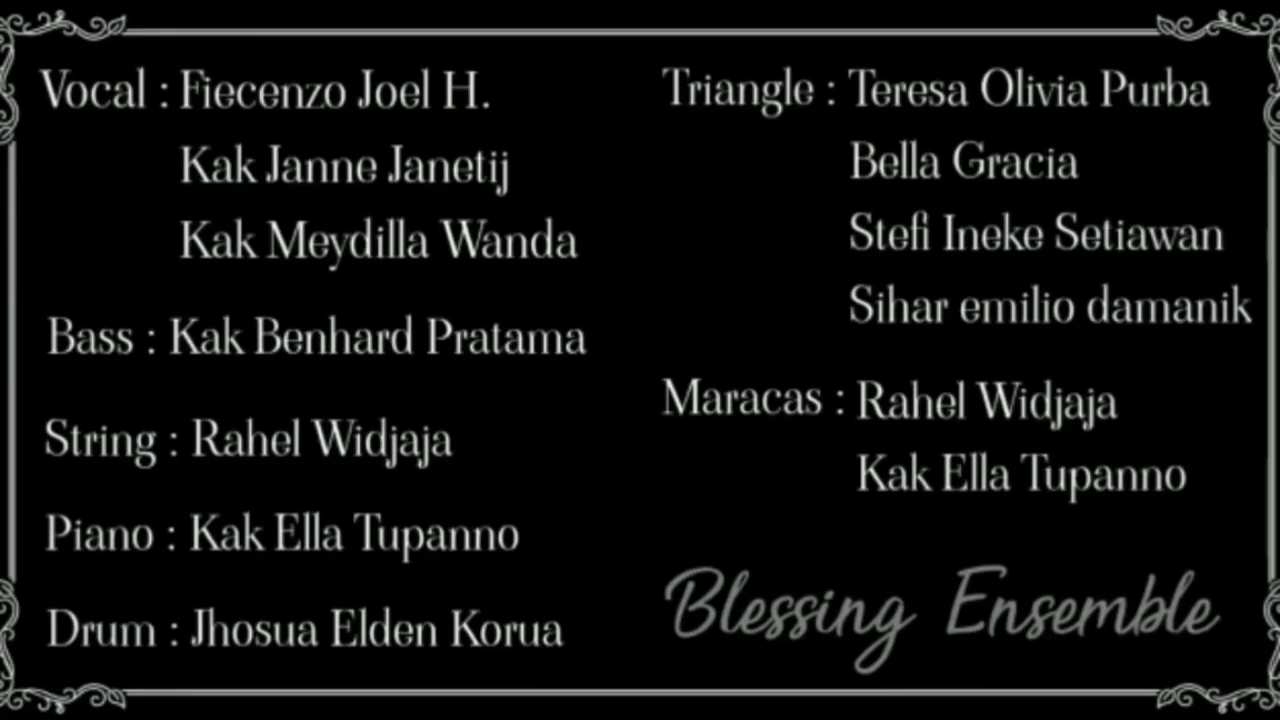 Vocal : Fiecenzo Joel H.
Kak Janne Janetij
Kak Meydilla Wanda
Bass : Kak Benhard Pratama
String : Rahel Widjaja
Piano : Kak Ella Tupanno
Drum : Jhosua Elden Korua
Triangle : Teresa Olivia Purba
Bella Gracia
Stefi Ineke Setiawan
Sihar emilio damanik
Maracas : Rahel Widjaja
Kak Ella Tupanno
Blessing Ensemble